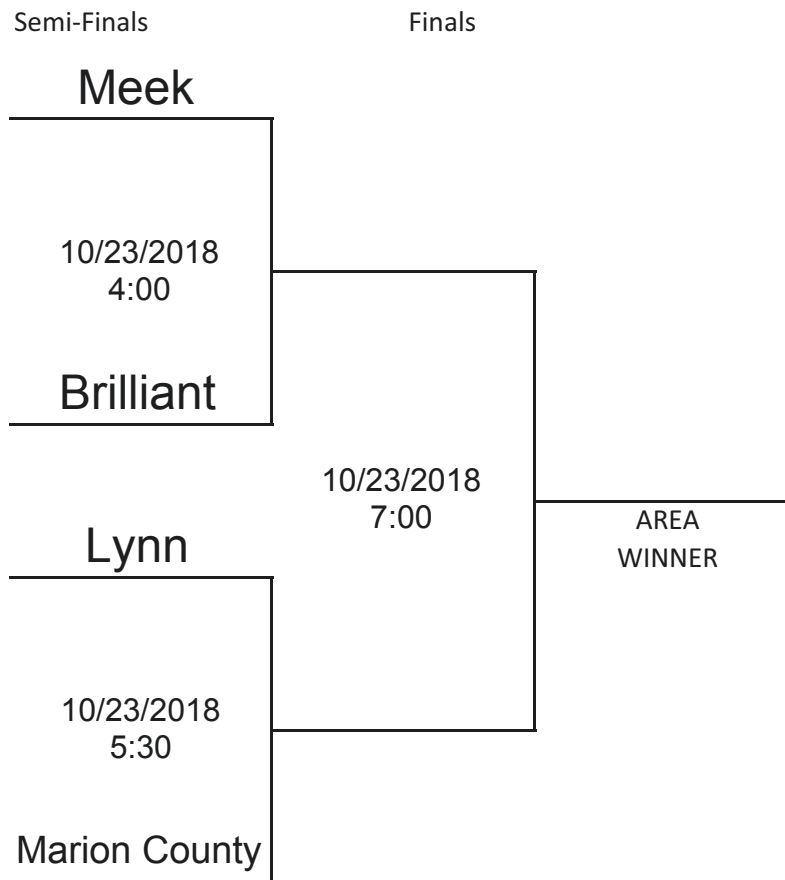 Semi-Finals
Finals
Meek
10/23/2018
4:00
Brilliant
10/23/2018
7:00
AREA
WINNER
Lynn
10/23/2018
5:30
Marion County